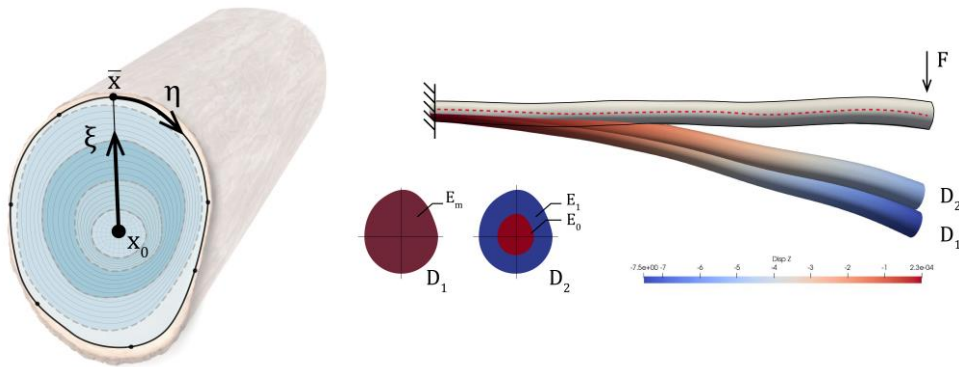 x̅
η
ξ
x₀
F
Eₘ
E₁
E₀
D₁
D₂
D₂
D₁
Disp Z
-7.5e+00 -7 -6 -5 -4 -3 -2 -1 2.3e-04